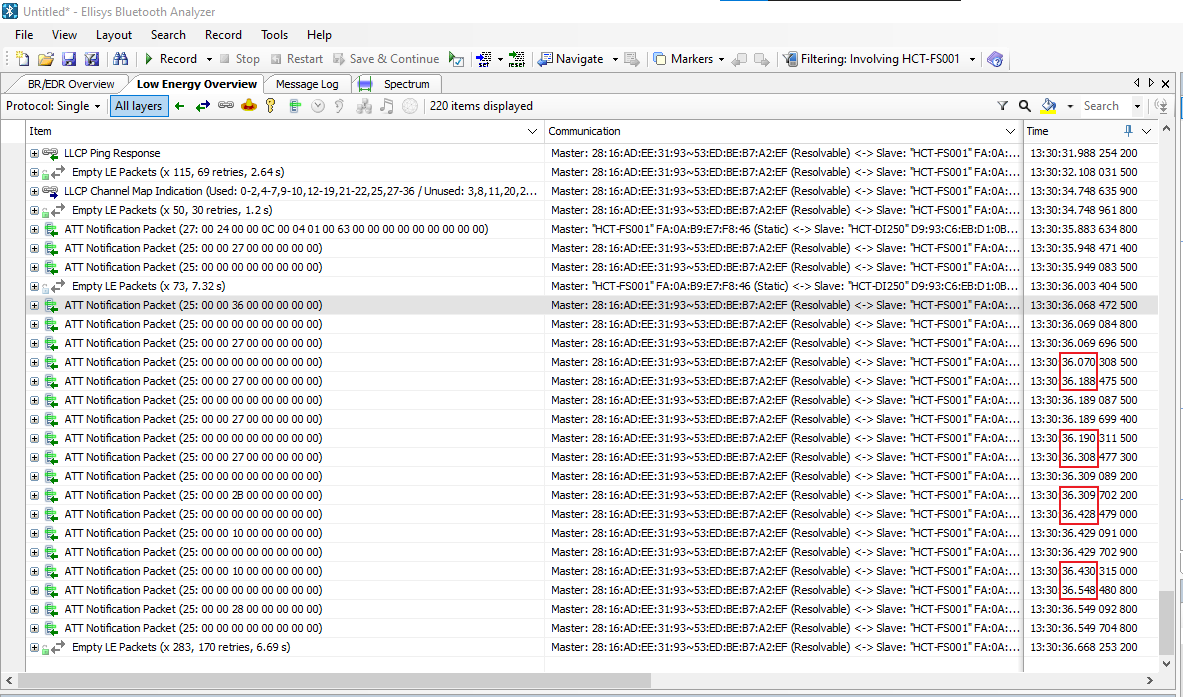 Untitled* - Ellisys Bluetooth Analyzer
File View Layout Search Record Tools Help
Record Stop Restart Save & Continue set reset Navigate Markers Filtering: Involving HCT-FS001
BR/EDR Overview Low Energy Overview Message Log Spectrum
Protocol: Single All layers 220 items displayed Search
Item Communication Time
LLCP Ping Response Master: 28:16:AD:EE:31:93~53:ED:BE:B7:A2:EF (Resolvable) <-> Slave: "HCT-FS001" FA:0A:... 13:30:31.988 254 200
Empty LE Packets (x 115, 69 retries, 2.64 s) Master: 28:16:AD:EE:31:93~53:ED:BE:B7:A2:EF (Resolvable) <-> Slave: "HCT-FS001" FA:0A:... 13:30:32.108 031 500
LLCP Channel Map Indication (Used: 0-2,4-7,9-10,12-19,21-22,25,27-36 / Unused: 3,8,11,20,2... Master: 28:16:AD:EE:31:93~53:ED:BE:B7:A2:EF (Resolvable) <-> Slave: "HCT-FS001" FA:0A:... 13:30:34.748 635 900
Empty LE Packets (x 50, 30 retries, 1.2 s) Master: 28:16:AD:EE:31:93~53:ED:BE:B7:A2:EF (Resolvable) <-> Slave: "HCT-FS001" FA:0A:... 13:30:34.748 961 800
ATT Notification Packet (27: 00 24 00 00 0C 00 04 01 00 63 00 00 00 00 00 00 00 00 00) Master: "HCT-FS001" FA:0A:B9:E7:F8:46 (Static) <-> Slave: "HCT-DI250" D9:93:C6:EB:D1:0B... 13:30:35.883 634 800
ATT Notification Packet (25: 00 00 27 00 00 00 00 00) Master: 28:16:AD:EE:31:93~53:ED:BE:B7:A2:EF (Resolvable) <-> Slave: "HCT-FS001" FA:0A:... 13:30:35.948 471 400
ATT Notification Packet (25: 00 00 00 00 00 00 00 00) Master: 28:16:AD:EE:31:93~53:ED:BE:B7:A2:EF (Resolvable) <-> Slave: "HCT-FS001" FA:0A:... 13:30:35.949 083 500
Empty LE Packets (x 73, 7.32 s) Master: "HCT-FS001" FA:0A:B9:E7:F8:46 (Static) <-> Slave: "HCT-DI250" D9:93:C6:EB:D1:0B... 13:30:36.003 404 500
ATT Notification Packet (25: 00 00 36 00 00 00 00 00) Master: 28:16:AD:EE:31:93~53:ED:BE:B7:A2:EF (Resolvable) <-> Slave: "HCT-FS001" FA:0A:... 13:30:36.068 472 500
ATT Notification Packet (25: 00 00 00 00 00 00 00 00) Master: 28:16:AD:EE:31:93~53:ED:BE:B7:A2:EF (Resolvable) <-> Slave: "HCT-FS001" FA:0A:... 13:30:36.069 084 800
ATT Notification Packet (25: 00 00 27 00 00 00 00 00) Master: 28:16:AD:EE:31:93~53:ED:BE:B7:A2:EF (Resolvable) <-> Slave: "HCT-FS001" FA:0A:... 13:30:36.069 696 500
ATT Notification Packet (25: 00 00 00 00 00 00 00 00) Master: 28:16:AD:EE:31:93~53:ED:BE:B7:A2:EF (Resolvable) <-> Slave: "HCT-FS001" FA:0A:... 13:30:36.070 308 500
ATT Notification Packet (25: 00 00 27 00 00 00 00 00) Master: 28:16:AD:EE:31:93~53:ED:BE:B7:A2:EF (Resolvable) <-> Slave: "HCT-FS001" FA:0A:... 13:30:36.188 475 500
ATT Notification Packet (25: 00 00 00 00 00 00 00 00) Master: 28:16:AD:EE:31:93~53:ED:BE:B7:A2:EF (Resolvable) <-> Slave: "HCT-FS001" FA:0A:... 13:30:36.189 087 500
ATT Notification Packet (25: 00 00 27 00 00 00 00 00) Master: 28:16:AD:EE:31:93~53:ED:BE:B7:A2:EF (Resolvable) <-> Slave: "HCT-FS001" FA:0A:... 13:30:36.189 699 400
ATT Notification Packet (25: 00 00 00 00 00 00 00 00) Master: 28:16:AD:EE:31:93~53:ED:BE:B7:A2:EF (Resolvable) <-> Slave: "HCT-FS001" FA:0A:... 13:30:36.190 311 500
ATT Notification Packet (25: 00 00 27 00 00 00 00 00) Master: 28:16:AD:EE:31:93~53:ED:BE:B7:A2:EF (Resolvable) <-> Slave: "HCT-FS001" FA:0A:... 13:30:36.308 477 300
ATT Notification Packet (25: 00 00 00 00 00 00 00 00) Master: 28:16:AD:EE:31:93~53:ED:BE:B7:A2:EF (Resolvable) <-> Slave: "HCT-FS001" FA:0A:... 13:30:36.309 089 200
ATT Notification Packet (25: 00 00 2B 00 00 00 00 00) Master: 28:16:AD:EE:31:93~53:ED:BE:B7:A2:EF (Resolvable) <-> Slave: "HCT-FS001" FA:0A:... 13:30:36.309 702 200
ATT Notification Packet (25: 00 00 00 00 00 00 00 00) Master: 28:16:AD:EE:31:93~53:ED:BE:B7:A2:EF (Resolvable) <-> Slave: "HCT-FS001" FA:0A:... 13:30:36.428 479 000
ATT Notification Packet (25: 00 00 10 00 00 00 00 00) Master: 28:16:AD:EE:31:93~53:ED:BE:B7:A2:EF (Resolvable) <-> Slave: "HCT-FS001" FA:0A:... 13:30:36.429 091 000
ATT Notification Packet (25: 00 00 00 00 00 00 00 00) Master: 28:16:AD:EE:31:93~53:ED:BE:B7:A2:EF (Resolvable) <-> Slave: "HCT-FS001" FA:0A:... 13:30:36.429 702 900
ATT Notification Packet (25: 00 00 10 00 00 00 00 00) Master: 28:16:AD:EE:31:93~53:ED:BE:B7:A2:EF (Resolvable) <-> Slave: "HCT-FS001" FA:0A:... 13:30:36.430 315 000
ATT Notification Packet (25: 00 00 00 00 00 00 00 00) Master: 28:16:AD:EE:31:93~53:ED:BE:B7:A2:EF (Resolvable) <-> Slave: "HCT-FS001" FA:0A:... 13:30:36.548 480 800
ATT Notification Packet (25: 00 00 28 00 00 00 00 00) Master: 28:16:AD:EE:31:93~53:ED:BE:B7:A2:EF (Resolvable) <-> Slave: "HCT-FS001" FA:0A:... 13:30:36.549 092 800
ATT Notification Packet (25: 00 00 00 00 00 00 00 00) Master: 28:16:AD:EE:31:93~53:ED:BE:B7:A2:EF (Resolvable) <-> Slave: "HCT-FS001" FA:0A:... 13:30:36.549 704 800
Empty LE Packets (x 283, 170 retries, 6.69 s) Master: 28:16:AD:EE:31:93~53:ED:BE:B7:A2:EF (Resolvable) <-> Slave: "HCT-FS001" FA:0A:... 13:30:36.668 253 200